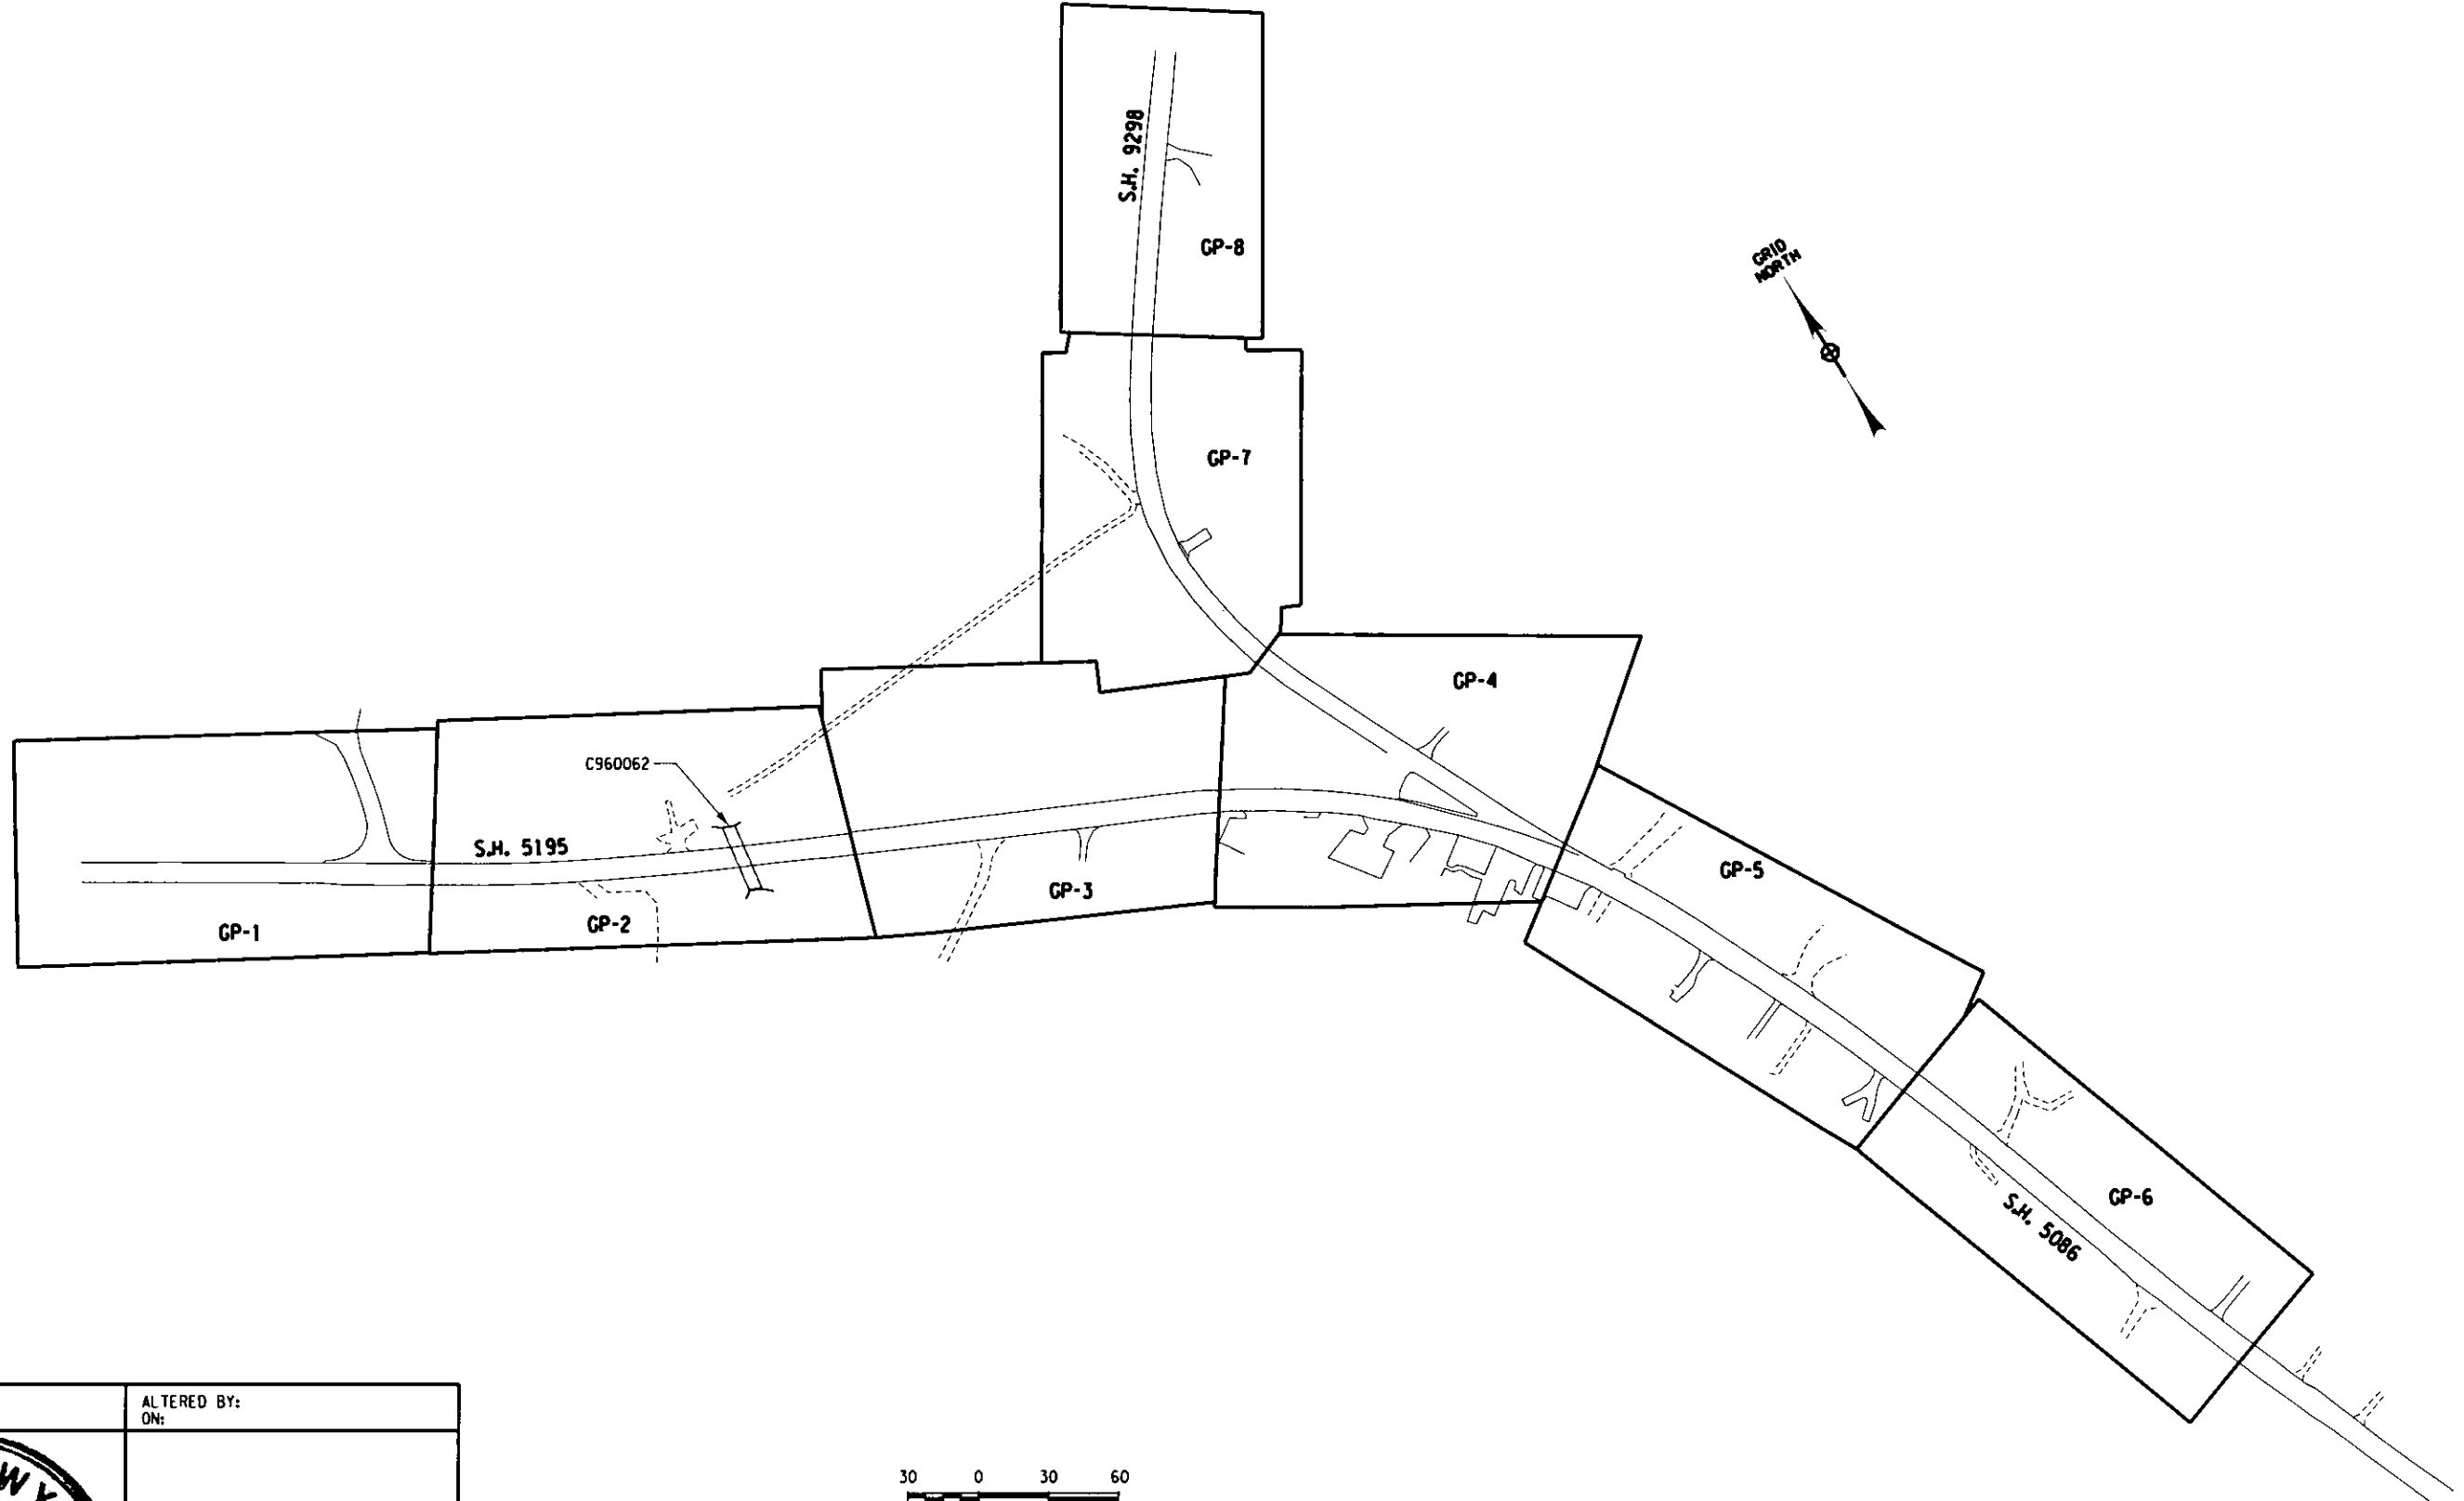 S.H. 9298
GP-8
GRID
NORTH
GP-7
GP-4
C960062
S.H. 5195
GP-5
GP-3
GP-2
GP-1
GP-6
S.H. 5086
ALTERED BY:
ON:
30 0 30 60